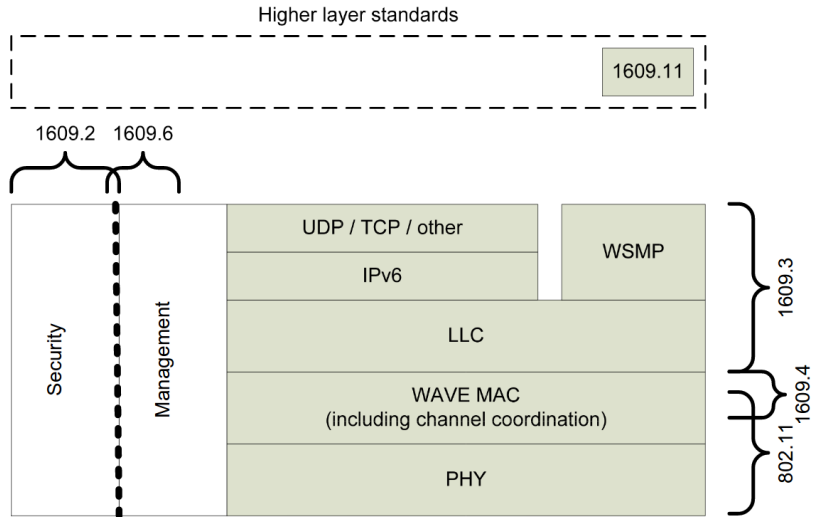 Higher layer standards
1609.11
1609.2 1609.6
UDP / TCP / other
WSMP
IPv6
LLC
WAVE MAC
(including channel coordination)
PHY
Security
Management
1609.3
1609.4
802.11